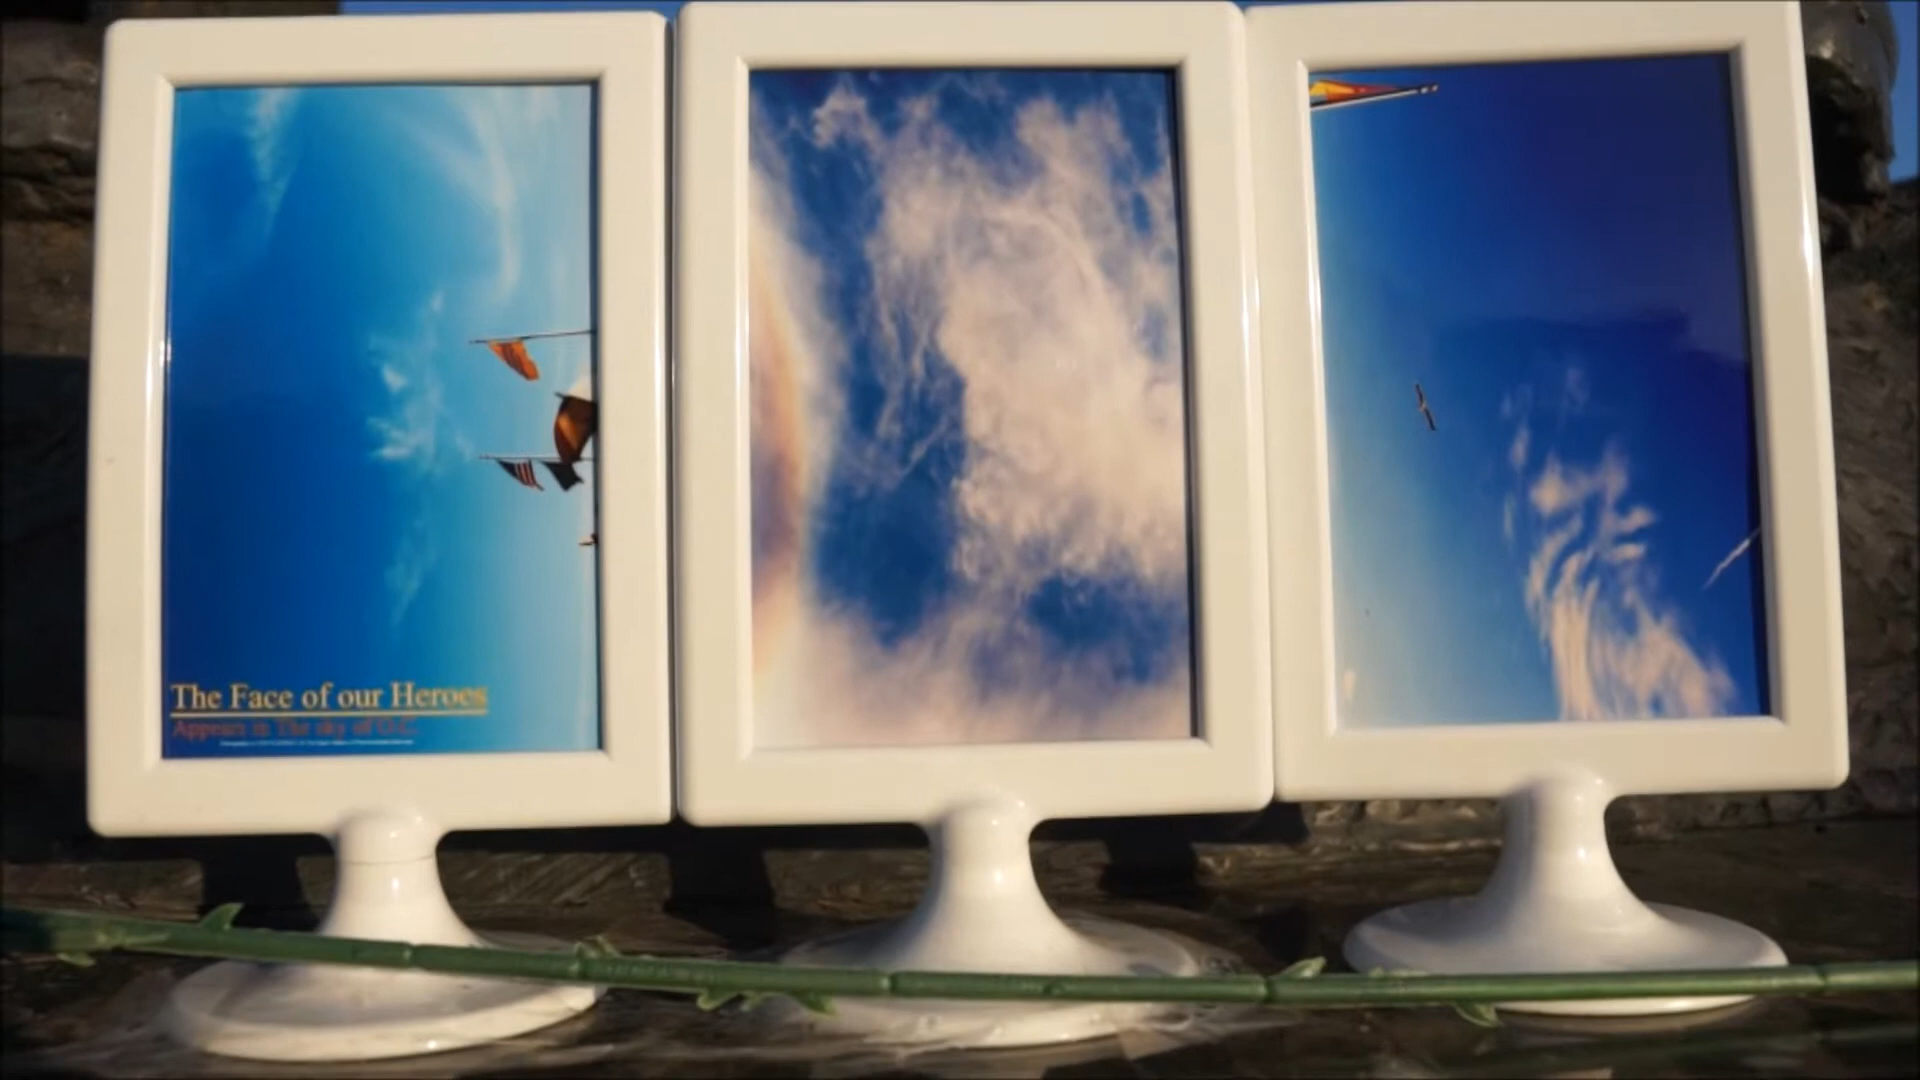 The Face of our Heroes
Appears in The sky of O.C.